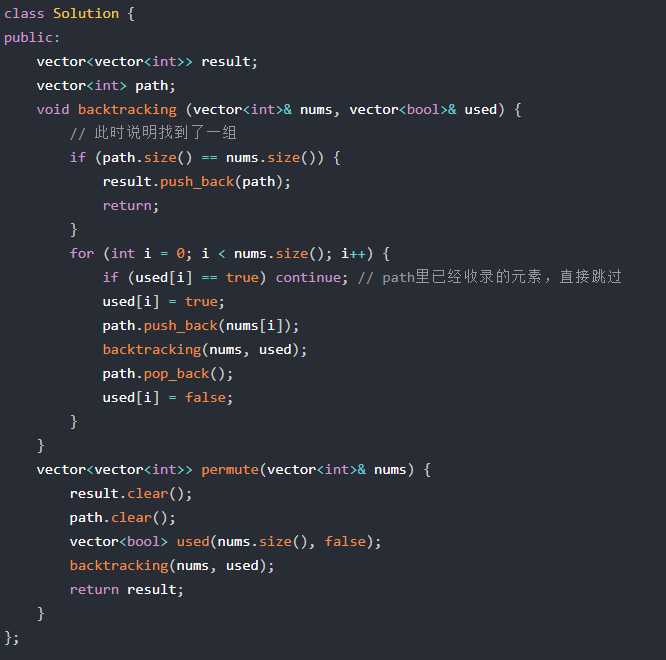 class Solution {
public:
    vector<vector<int>> result;
    vector<int> path;
    void backtracking (vector<int>& nums, vector<bool>& used) {
        // 此时说明找到了一组
        if (path.size() == nums.size()) {
            result.push_back(path);
            return;
        }
        for (int i = 0; i < nums.size(); i++) {
            if (used[i] == true) continue; // path里已经收录的元素，直接跳过
            used[i] = true;
            path.push_back(nums[i]);
            backtracking(nums, used);
            path.pop_back();
            used[i] = false;
        }
    }
    vector<vector<int>> permute(vector<int>& nums) {
        result.clear();
        path.clear();
        vector<bool> used(nums.size(), false);
        backtracking(nums, used);
        return result;
    }
};